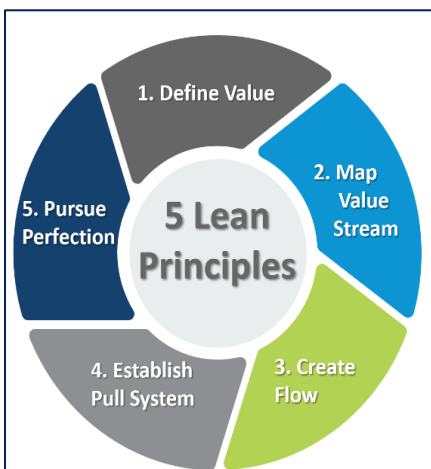 1. Define Value
2. Map
Value
Stream
3. Create
Flow
4. Establish
Pull System
5. Pursue
Perfection
5 Lean
Principles